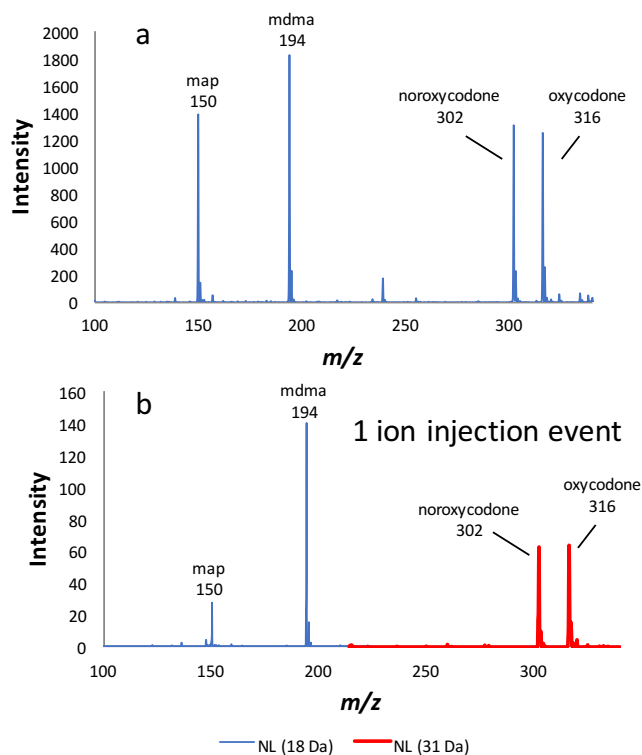 a
mdma
194
map
150
noroxycodone
302
oxycodone
316
Intensity
2000
1800
1600
1400
1200
1000
800
600
400
200
0
100
150
200
250
300
m/z
b
mdma
194
1 ion injection event
map
150
noroxycodone
302
oxycodone
316
Intensity
160
140
120
100
80
60
40
20
0
100
150
200
250
300
m/z
NL (18 Da)
NL (31 Da)